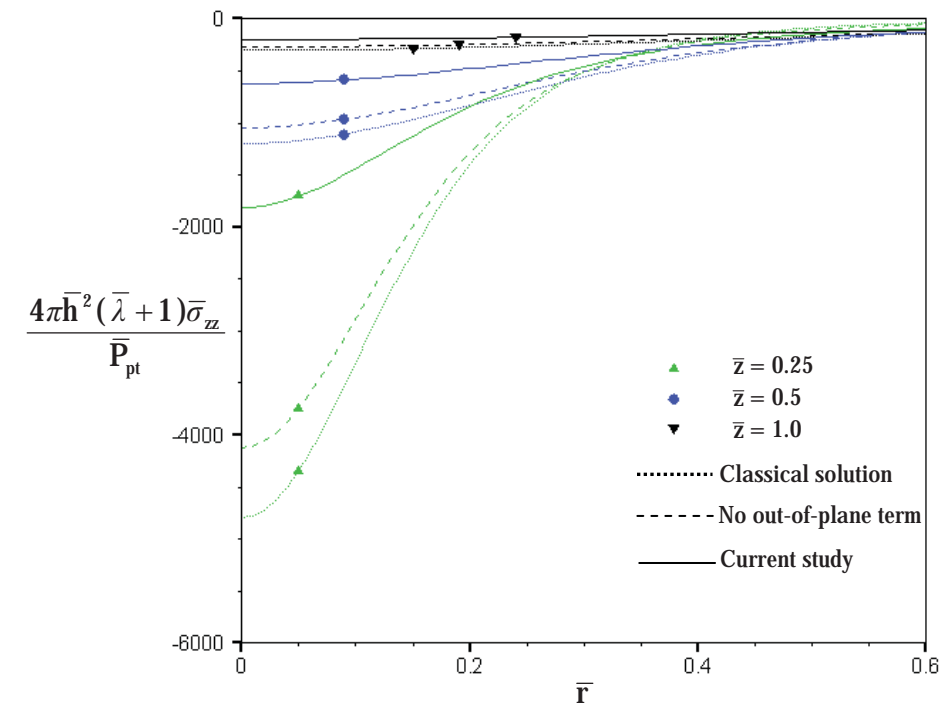 0
-2000
-4000
-6000
0
0.2
0.4
0.6
r̅
4πh̅²(λ̅+1)σ̅zz
P̅pt
z̅ = 0.25
z̅ = 0.5
z̅ = 1.0
Classical solution
No out-of-plane term
Current study